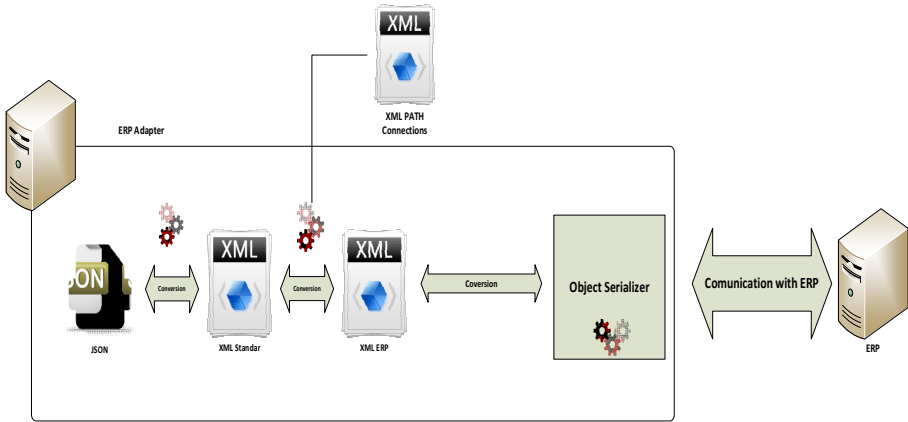 XML
XML PATH
Connections
ERP Adapter
JSON
XML
XML
Conversion
Conversion
Coversion
Object Serializer
Comunication with ERP
JSON
XML Standar
XML ERP
ERP